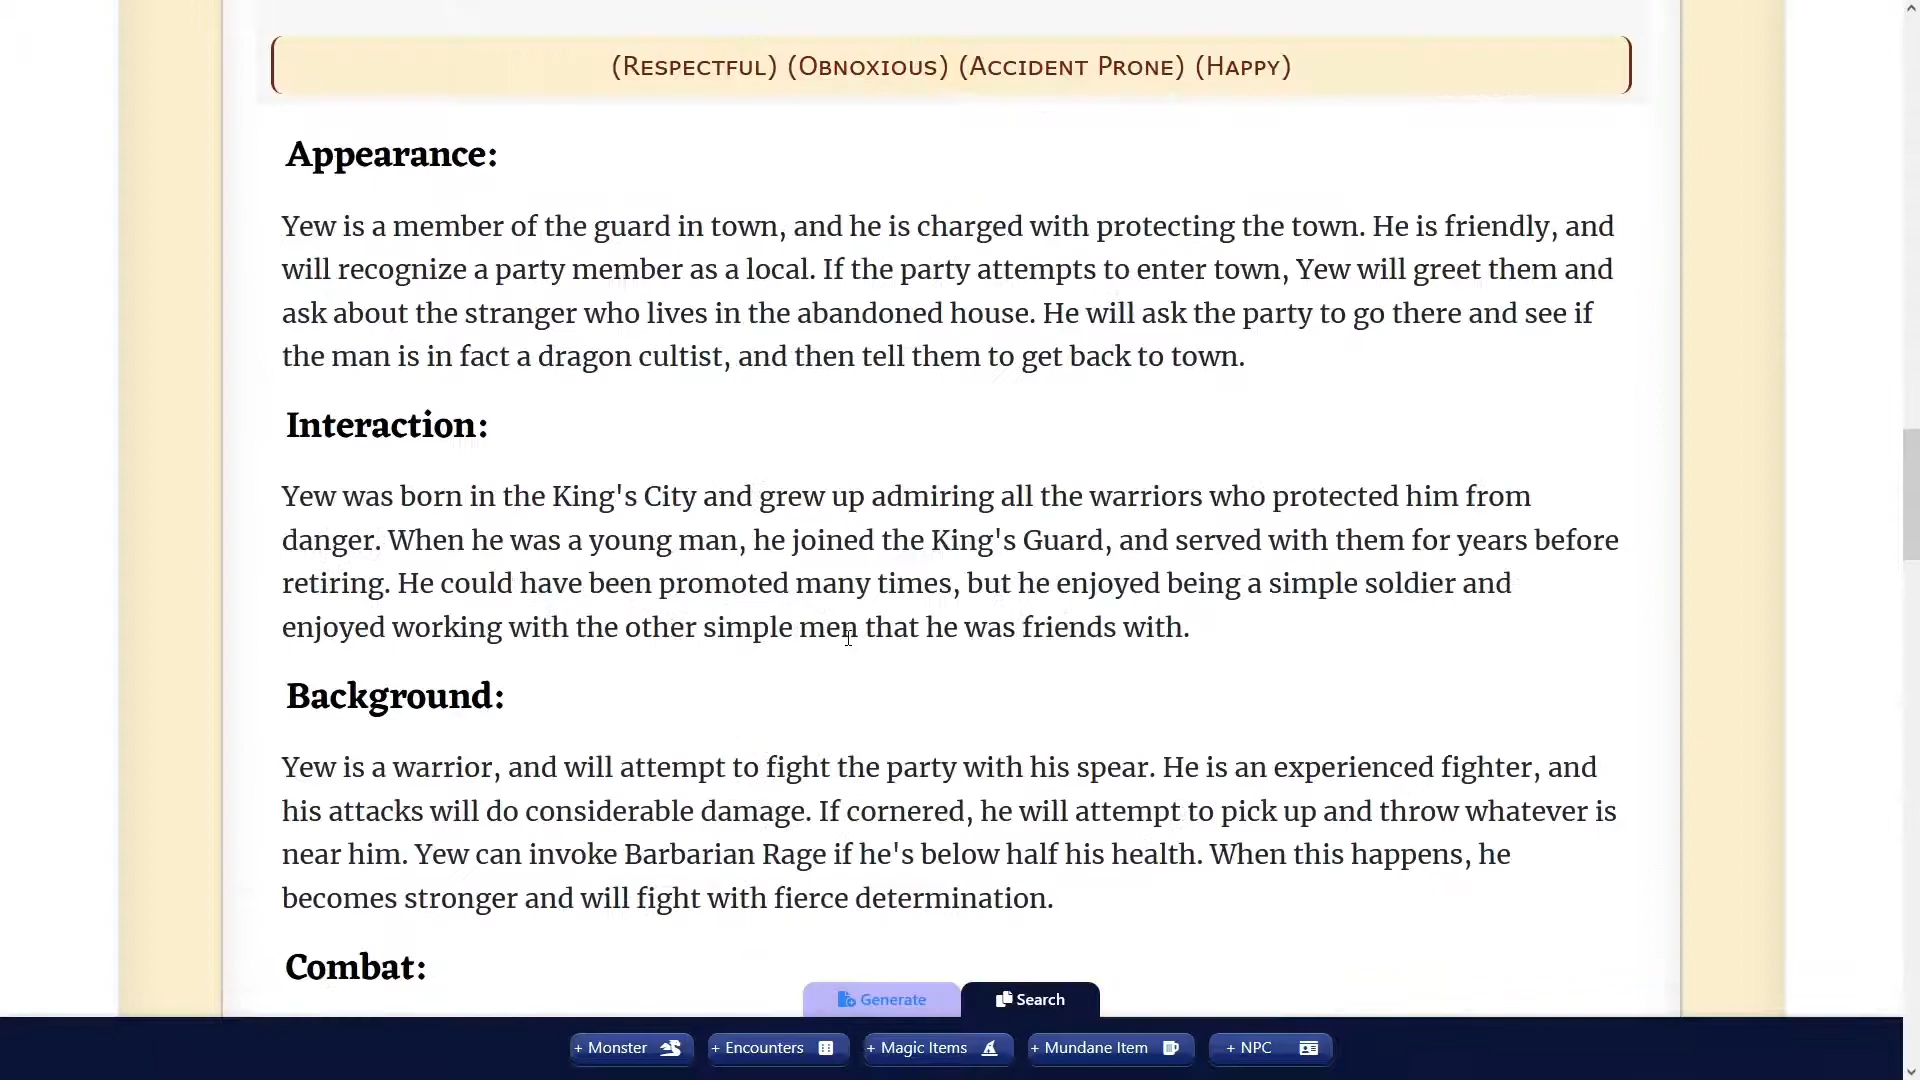 (Respectful) (Obnoxious) (Accident Prone) (Happy)
Appearance:
Yew is a member of the guard in town, and he is charged with protecting the town. He is friendly, and
will recognize a party member as a local. If the party attempts to enter town, Yew will greet them and
ask about the stranger who lives in the abandoned house. He will ask the party to go there and see if
the man is in fact a dragon cultist, and then tell them to get back to town.
Interaction:
Yew was born in the King's City and grew up admiring all the warriors who protected him from
danger. When he was a young man, he joined the King's Guard, and served with them for years before
retiring. He could have been promoted many times, but he enjoyed being a simple soldier and
enjoyed working with the other simple men that he was friends with.
Background:
Yew is a warrior, and will attempt to fight the party with his spear. He is an experienced fighter, and
his attacks will do considerable damage. If cornered, he will attempt to pick up and throw whatever is
near him. Yew can invoke Barbarian Rage if he's below half his health. When this happens, he
becomes stronger and will fight with fierce determination.
Combat:
Generate Search
+ Monster + Encounters + Magic Items + Mundane Item + NPC